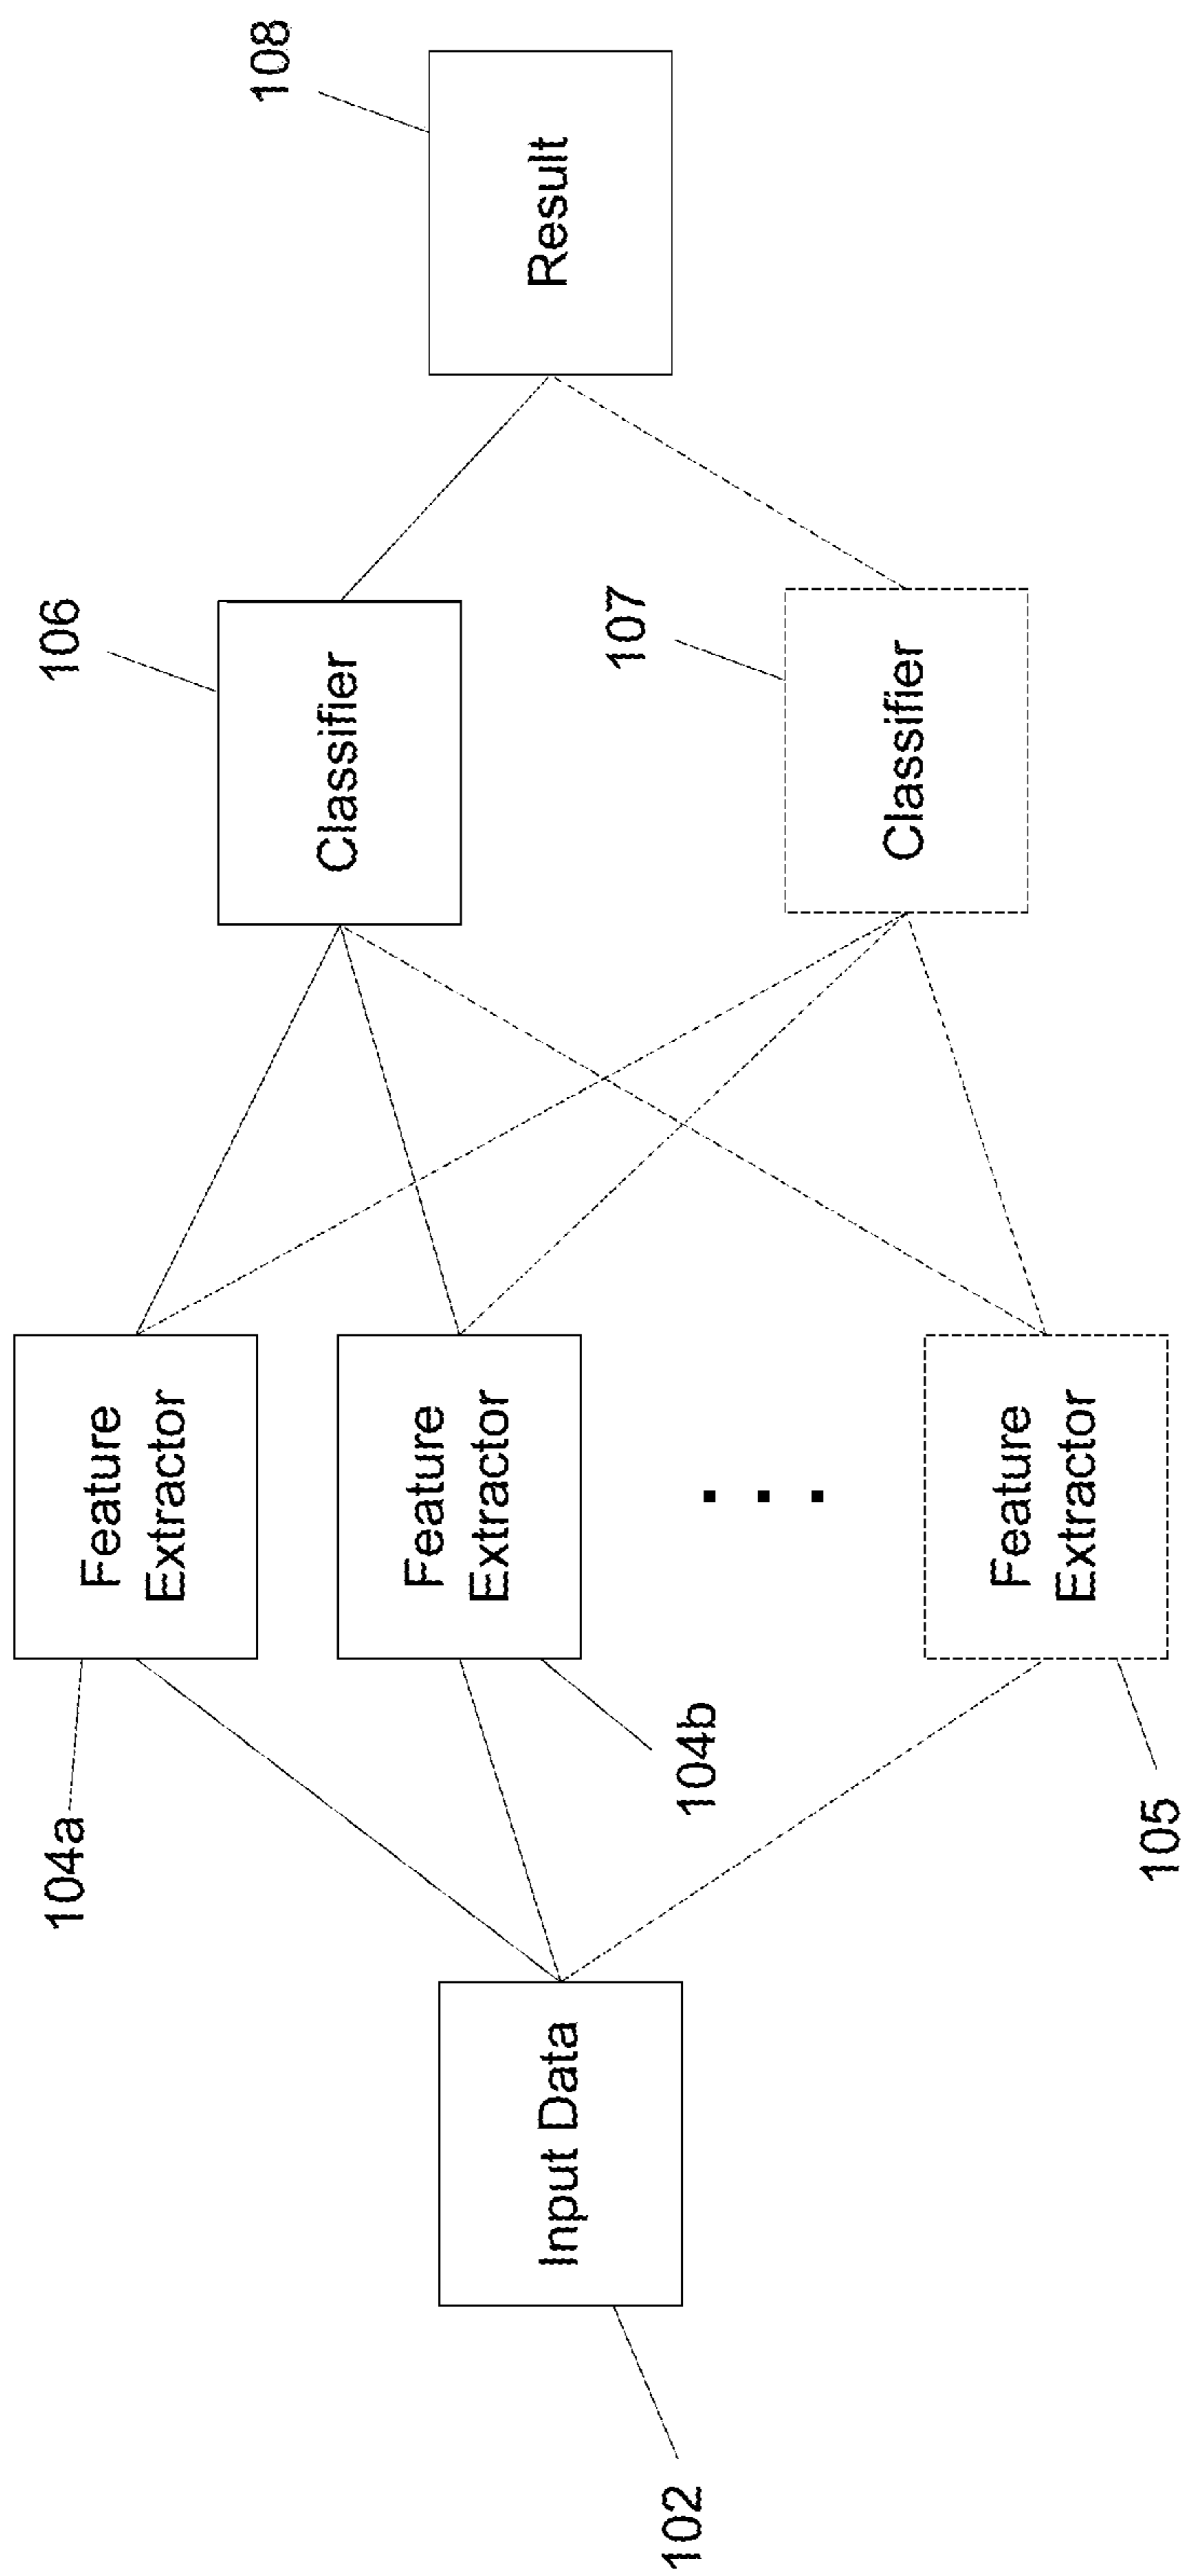 102
Input Data
104a
Feature
Extractor
104b
Feature
Extractor
105
Feature
Extractor
106
Classifier
107
Classifier
108
Result